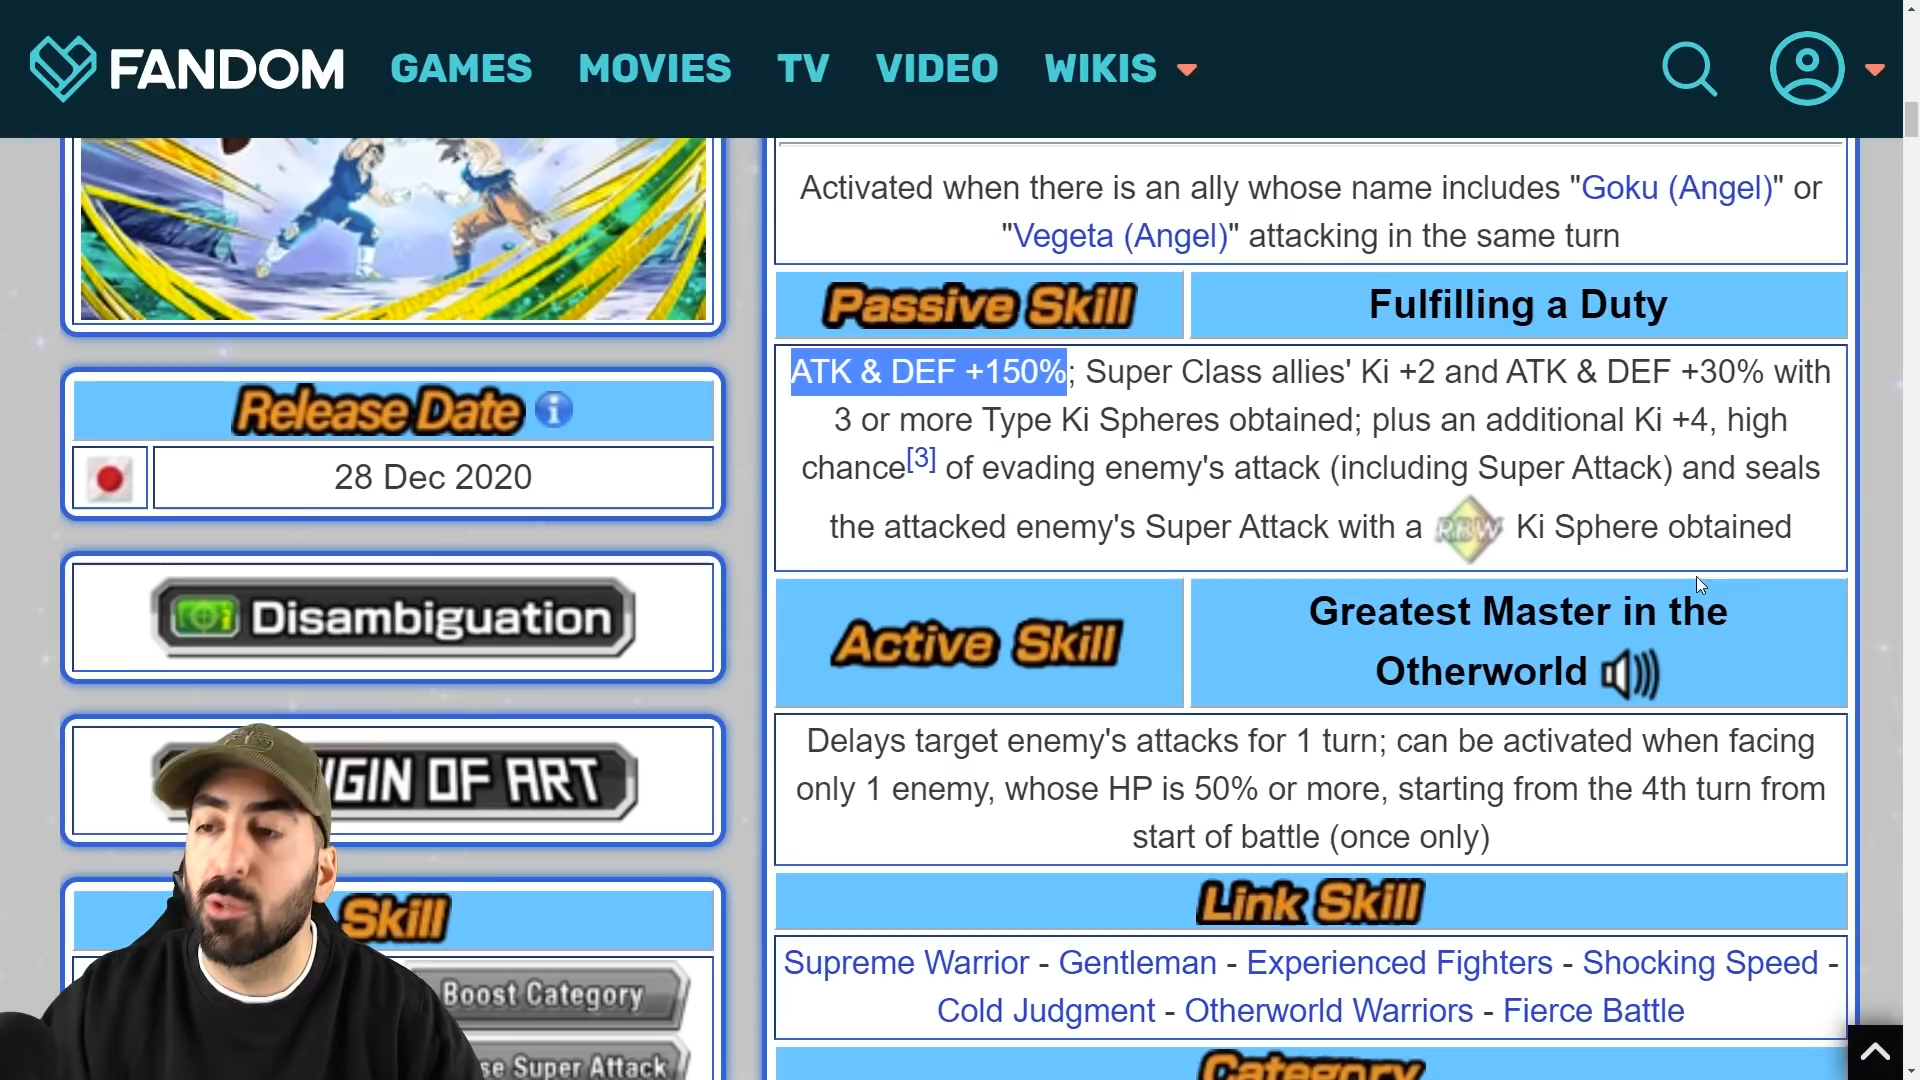 FANDOM GAMES MOVIES TV VIDEO WIKIS
Activated when there is an ally whose name includes "Goku (Angel)" or
"Vegeta (Angel)" attacking in the same turn
Passive Skill
Fulfilling a Duty
ATK & DEF +150%; Super Class allies' Ki +2 and ATK & DEF +30% with
3 or more Type Ki Spheres obtained; plus an additional Ki +4, high
chance[3] of evading enemy's attack (including Super Attack) and seals
the attacked enemy's Super Attack with a RBW Ki Sphere obtained
Active Skill
Greatest Master in the
Otherworld
Delays target enemy's attacks for 1 turn; can be activated when facing
only 1 enemy, whose HP is 50% or more, starting from the 4th turn from
start of battle (once only)
Link Skill
Supreme Warrior - Gentleman - Experienced Fighters - Shocking Speed -
Cold Judgment - Otherworld Warriors - Fierce Battle
Category
Release Date
28 Dec 2020
Disambiguation
IGIN OF ART
Skill
Boost Category
se Super Attack